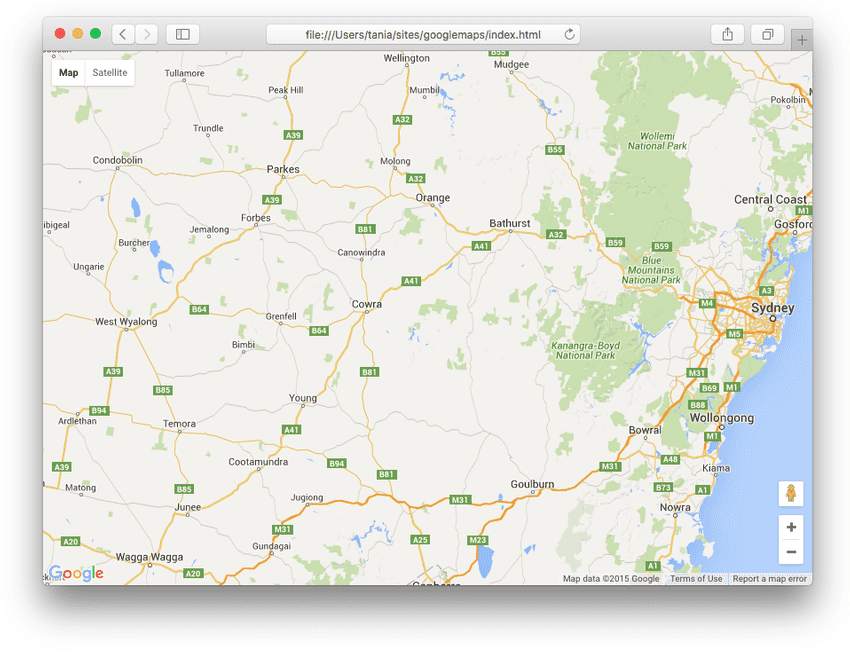 file:///Users/tania/sites/googlemaps/index.html
Map
Satellite
Tullamore
Wellington
B55
Mudgee
Peak Hill
Mumbil
Pokolbin
A32
Trundle
A39
Wollemi
National Park
B55
Condobolin
Molong
Parkes
A32
A39
Orange
Central Coast
M1
Forbes
Bathurst
Gosford
ibigeal
Jemalong
B81
A32
Burcher
A41
B59
B59
Canowindra
Ungarie
Blue
Mountains
National Park
A41
A3
Cowra
M4
Sydney
B64
Grenfell
West Wyalong
B64
M5
Bimbi
Kanangra-Boyd
National Park
A39
B81
M31
B69
M1
B85
Young
B88
B94
Ardlethan
Wollongong
Temora
A41
Bowral
M1
Cootamundra
B94
A48
A39
M31
Kiama
B81
Matong
B85
Goulburn
B73
A1
Jugiong
M31
Junee
Nowra
M31
A20
A25
M23
Gundagai
Wagga Wagga
A1
A20
Google
Map data ©2015 Google
Terms of Use
Report a map error